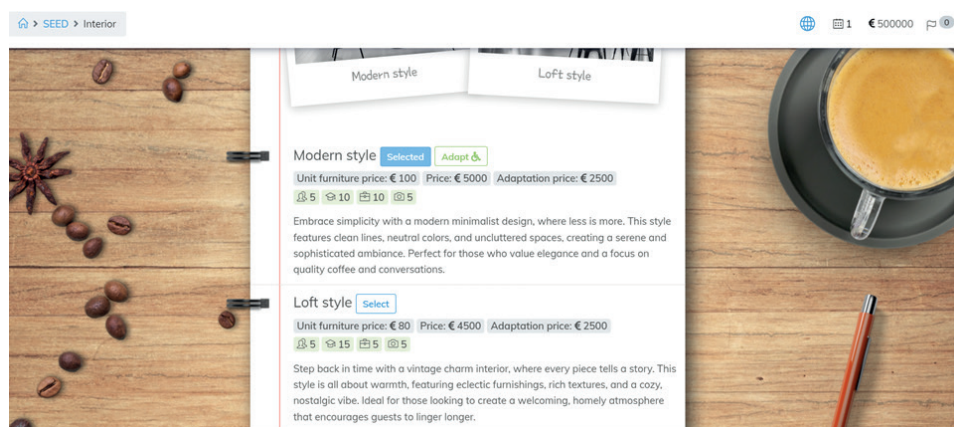 SEED > Interior
1 € 500000 0
Modern style
Loft style
Modern style Selected Adapt
Unit furniture price: € 100 Price: € 5000 Adaptation price: € 2500
5 10 10 5
Embrace simplicity with a modern minimalist design, where less is more. This style
features clean lines, neutral colors, and uncluttered spaces, creating a serene and
sophisticated ambiance. Perfect for those who value elegance and a focus on
quality coffee and conversations.
Loft style Select
Unit furniture price: € 80 Price: € 4500 Adaptation price: € 2500
5 15 5 5
Step back in time with a vintage charm interior, where every piece tells a story. This
style is all about warmth, featuring eclectic furnishings, rich textures, and a cozy,
nostalgic vibe. Ideal for those looking to create a welcoming, homely atmosphere
that encourages guests to linger longer.